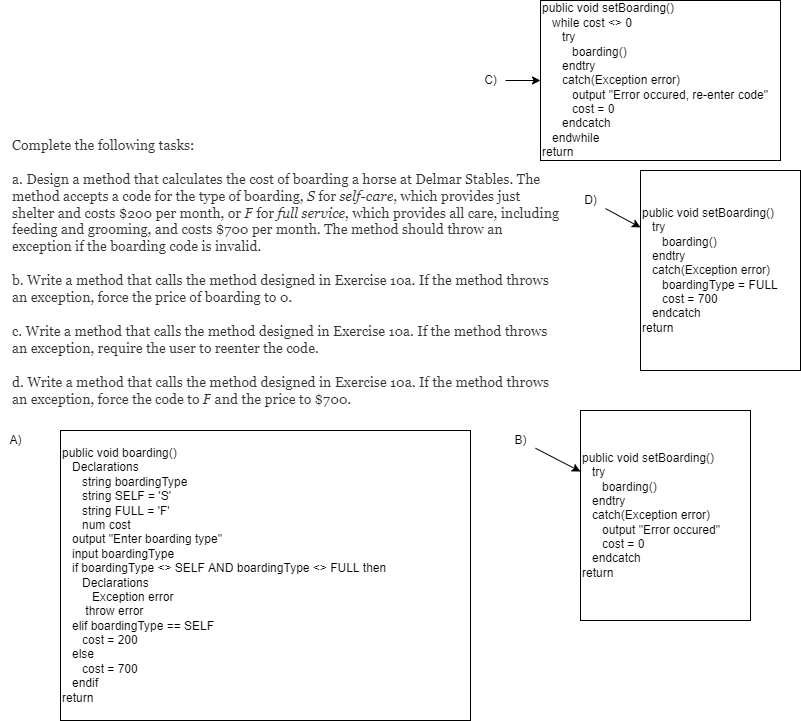 public void setBoarding()
while cost <> 0
try
boarding()
endtry
catch(Exception error)
output "Error occured, re-enter code"
cost = 0
endcatch
endwhile
return
C)
Complete the following tasks:
a. Design a method that calculates the cost of boarding a horse at Delmar Stables. The
method accepts a code for the type of boarding, S for self-care, which provides just
shelter and costs $200 per month, or F for full service, which provides all care, including
feeding and grooming, and costs $700 per month. The method should throw an
exception if the boarding code is invalid.
b. Write a method that calls the method designed in Exercise 10a. If the method throws
an exception, force the price of boarding to 0.
c. Write a method that calls the method designed in Exercise 10a. If the method throws
an exception, require the user to reenter the code.
d. Write a method that calls the method designed in Exercise 10a. If the method throws
an exception, force the code to F and the price to $700.
D)
public void setBoarding()
try
boarding()
endtry
catch(Exception error)
boardingType = FULL
cost = 700
endcatch
return
A)
public void boarding()
Declarations
string boardingType
string SELF = 'S'
string FULL = 'F'
num cost
output "Enter boarding type"
input boardingType
if boardingType <> SELF AND boardingType <> FULL then
Declarations
Exception error
throw error
elif boardingType == SELF
cost = 200
else
cost = 700
endif
return
B)
public void setBoarding()
try
boarding()
endtry
catch(Exception error)
output "Error occured"
cost = 0
endcatch
return